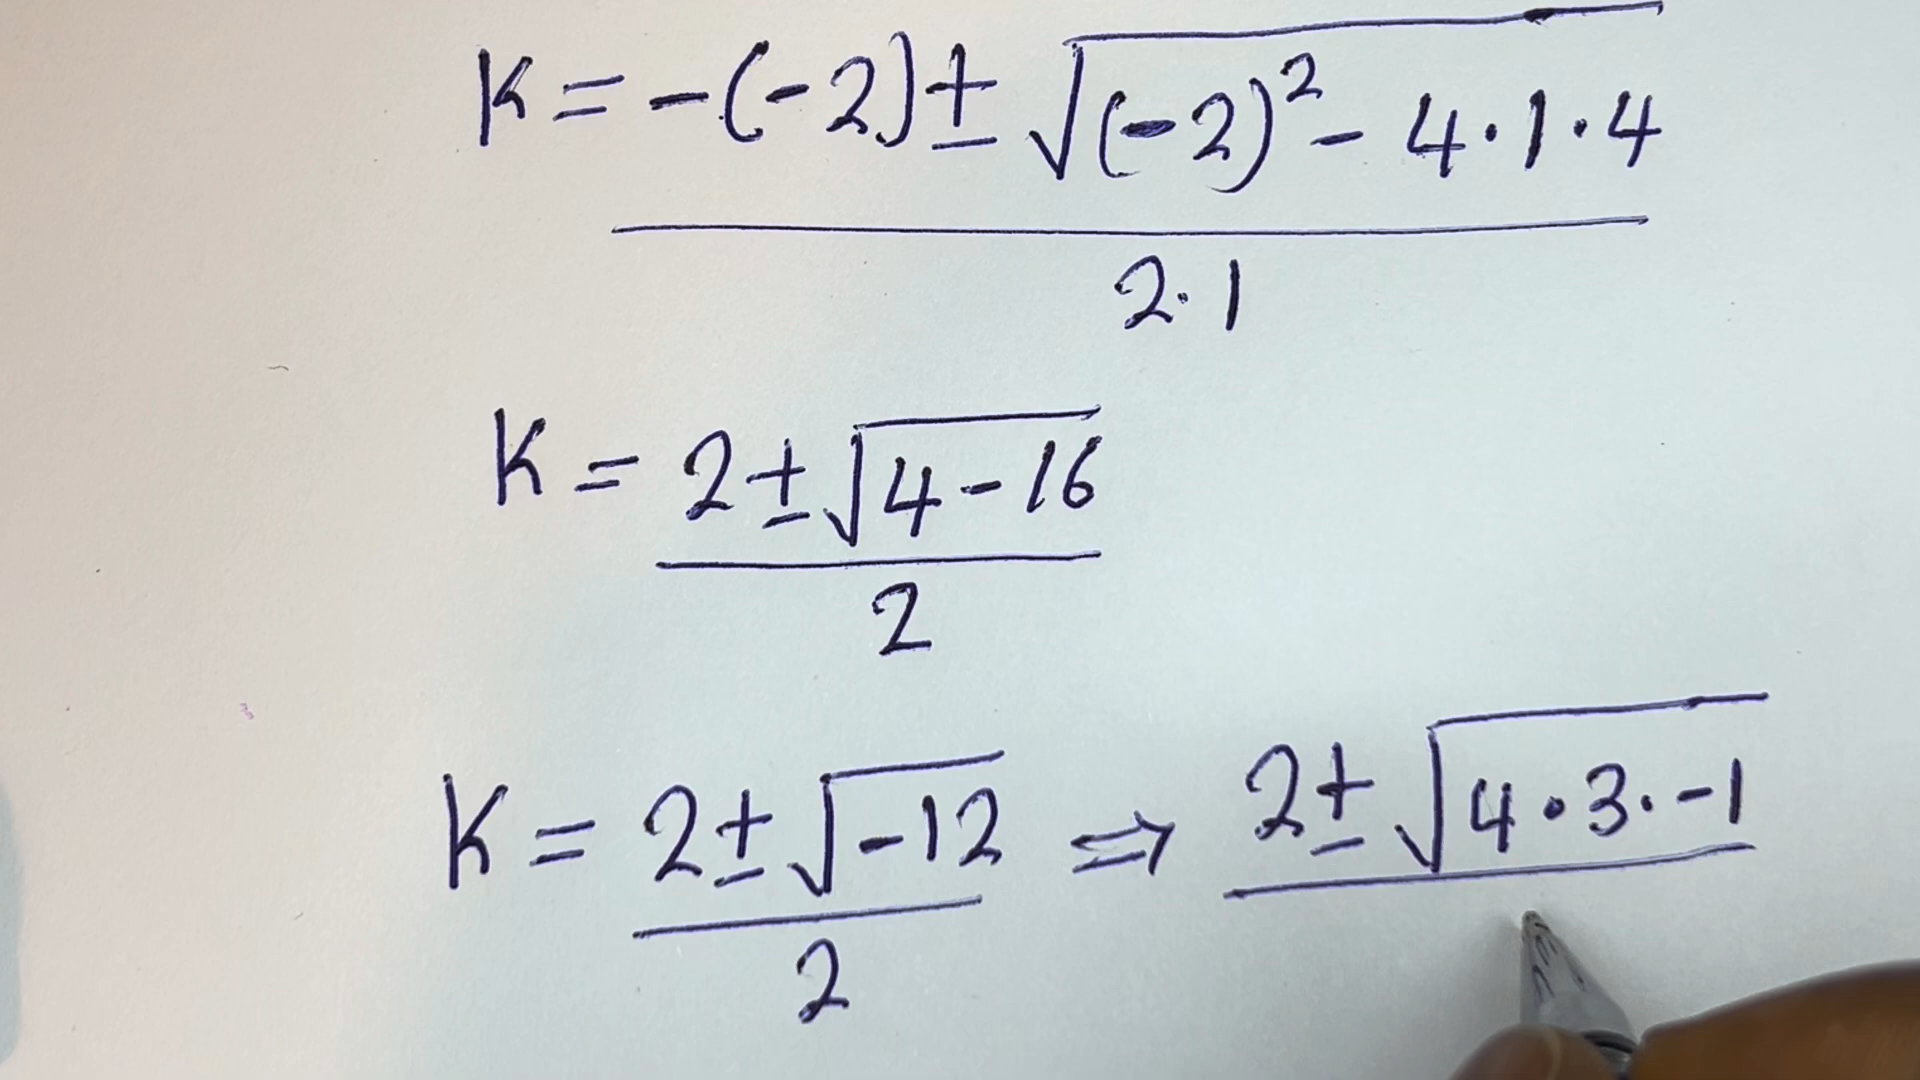 K = -(-2) ± √(-2)² - 4·1·4
2·1
K = 2 ± √4 - 16
2
K = 2 ± √-12 ⇒ 2 ± √4·3·-1
2